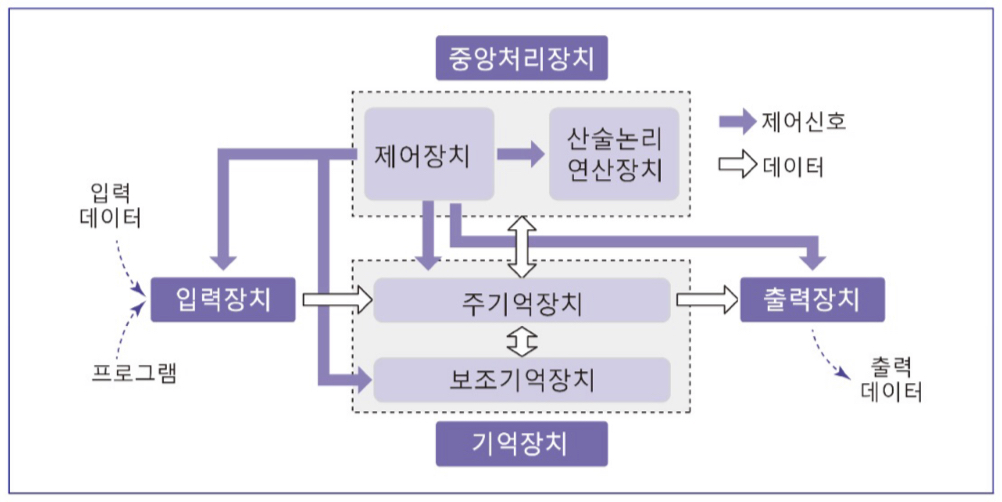 중앙처리장치
제어장치
산술논리
연산장치
제어신호
데이터
입력
데이터
입력장치
프로그램
주기억장치
보조기억장치
출력장치
출력
데이터
기억장치